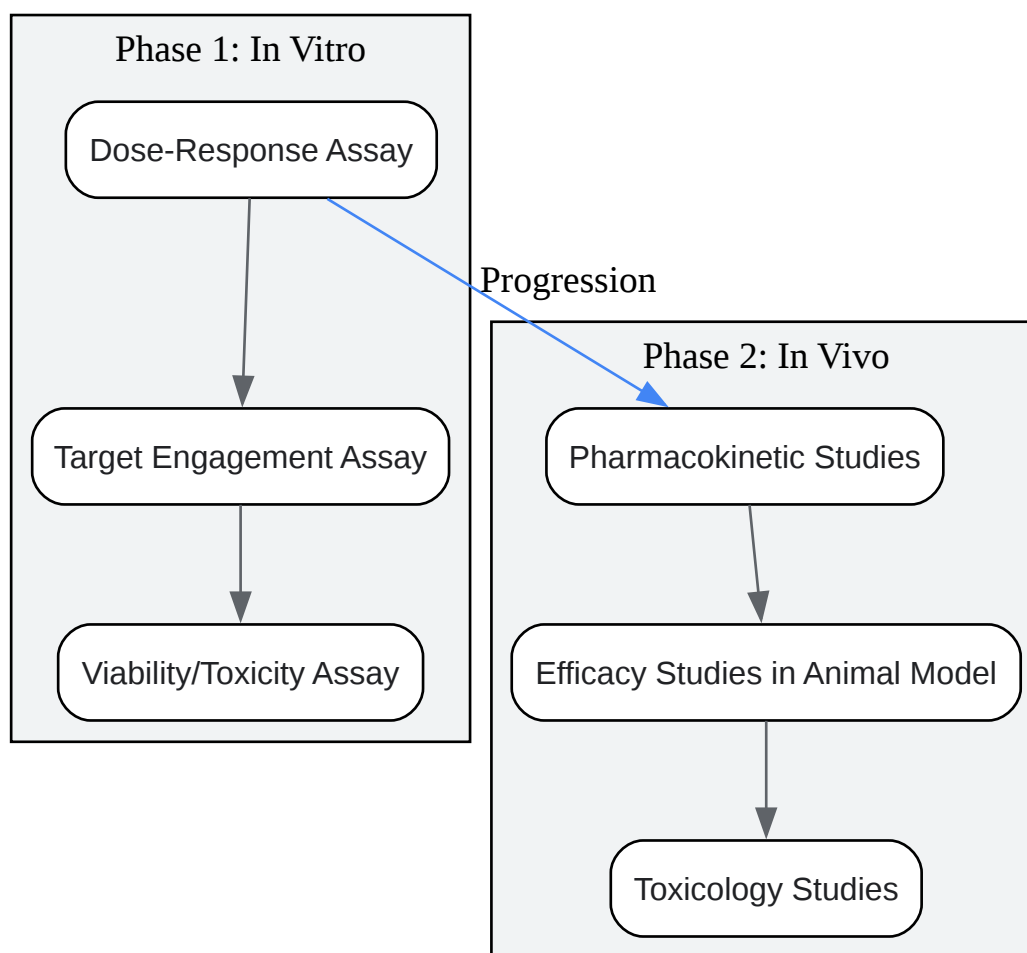 Phase 1: In Vitro
Dose-Response Assay
Progression
Phase 2: In Vivo
Target Engagement Assay
Pharmacokinetic Studies
Viability/Toxicity Assay
Efficacy Studies in Animal Model
Toxicology Studies